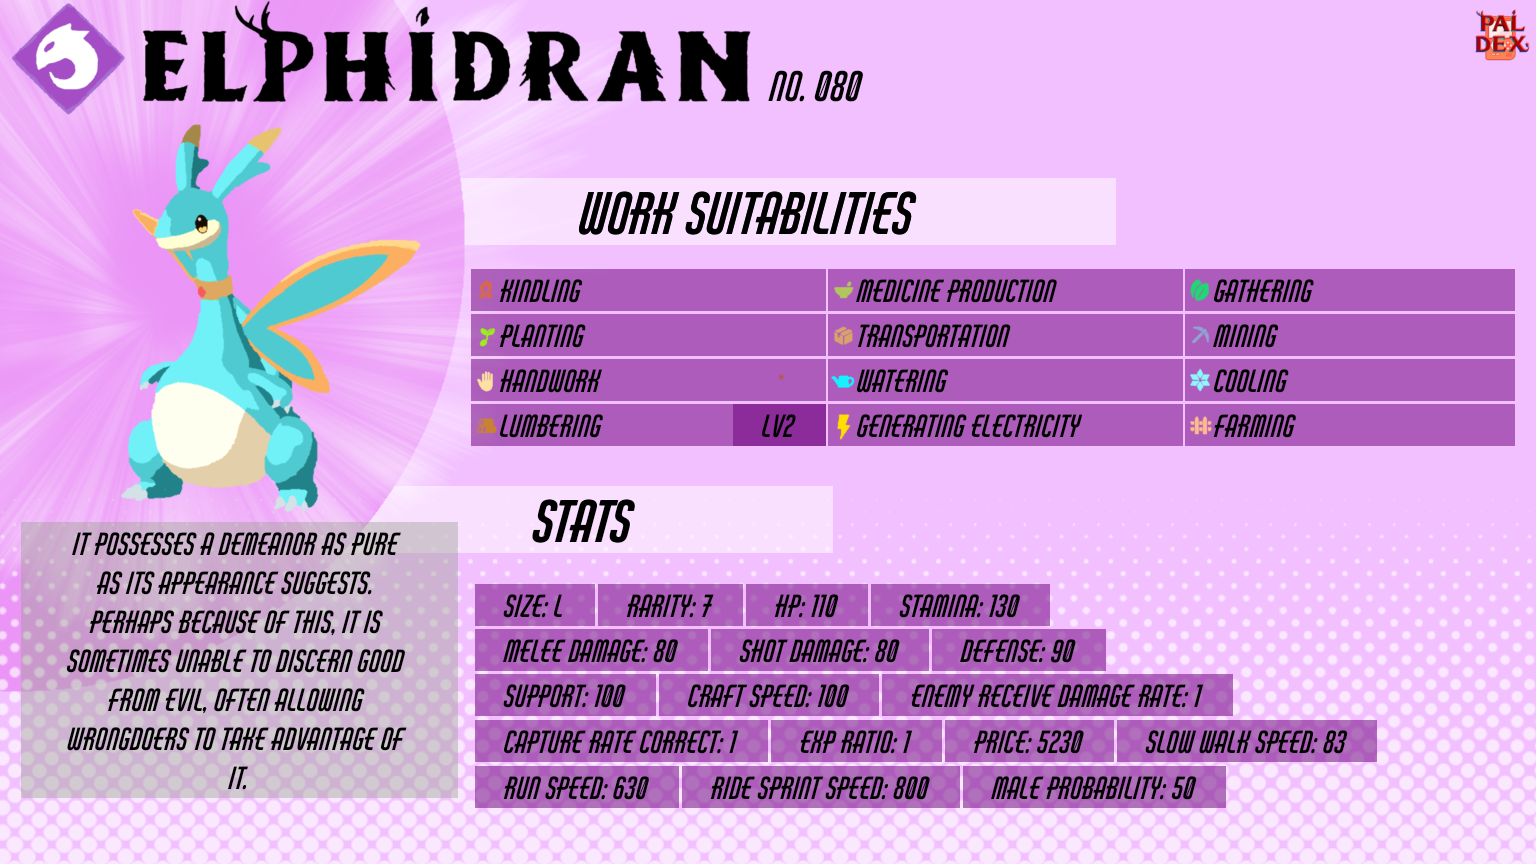 ELPHIDRAN NO. 080
PAL
DEX
WORK SUITABILITIES
KINDLING MEDICINE PRODUCTION GATHERING
PLANTING TRANSPORTATION MINING
HANDWORK WATERING COOLING
LUMBERING LV2 GENERATING ELECTRICITY FARMING
STATS
IT POSSESSES A DEMEANOR AS PURE
AS ITS APPEARANCE SUGGESTS.
PERHAPS BECAUSE OF THIS, IT IS
SOMETIMES UNABLE TO DISCERN GOOD
FROM EVIL, OFTEN ALLOWING
WRONGDOERS TO TAKE ADVANTAGE OF
IT.
SIZE: L RARITY: 7 HP: 110 STAMINA: 130
MELEE DAMAGE: 80 SHOT DAMAGE: 80 DEFENSE: 90
SUPPORT: 100 CRAFT SPEED: 100 ENEMY RECEIVE DAMAGE RATE: 1
CAPTURE RATE CORRECT: 1 EXP RATIO: 1 PRICE: 5230 SLOW WALK SPEED: 83
RUN SPEED: 630 RIDE SPRINT SPEED: 800 MALE PROBABILITY: 50